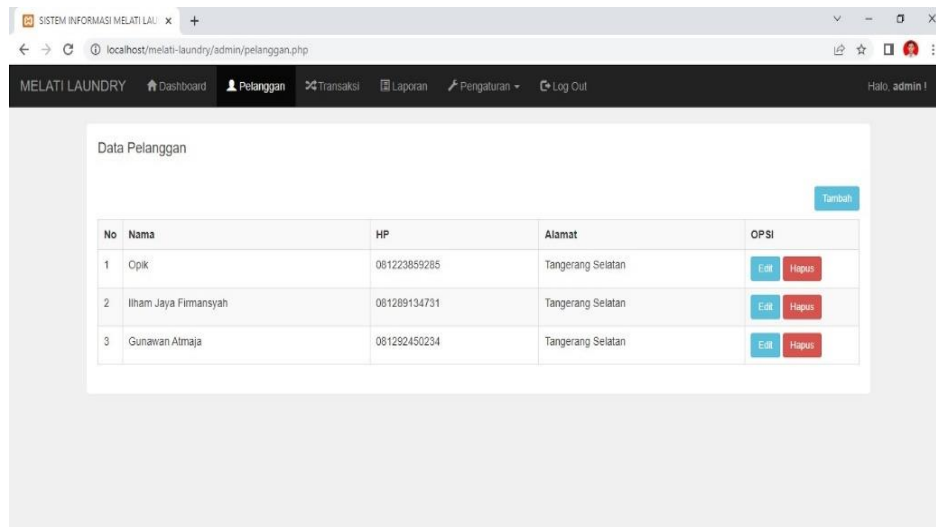 SISTEM INFORMASI MELATI LAU
localhost/melati-laundry/admin/pelanggan.php
MELATI LAUNDRY Dashboard Pelanggan Transaksi Laporan Pengaturan Log Out Halo, admin !
Data Pelanggan
Tambah
No Nama HP Alamat OPSI
1 Opik 081223859285 Tangerang Selatan Edit Hapus
2 Ilham Jaya Firmansyah 081289134731 Tangerang Selatan Edit Hapus
3 Gunawan Atmaja 081292450234 Tangerang Selatan Edit Hapus